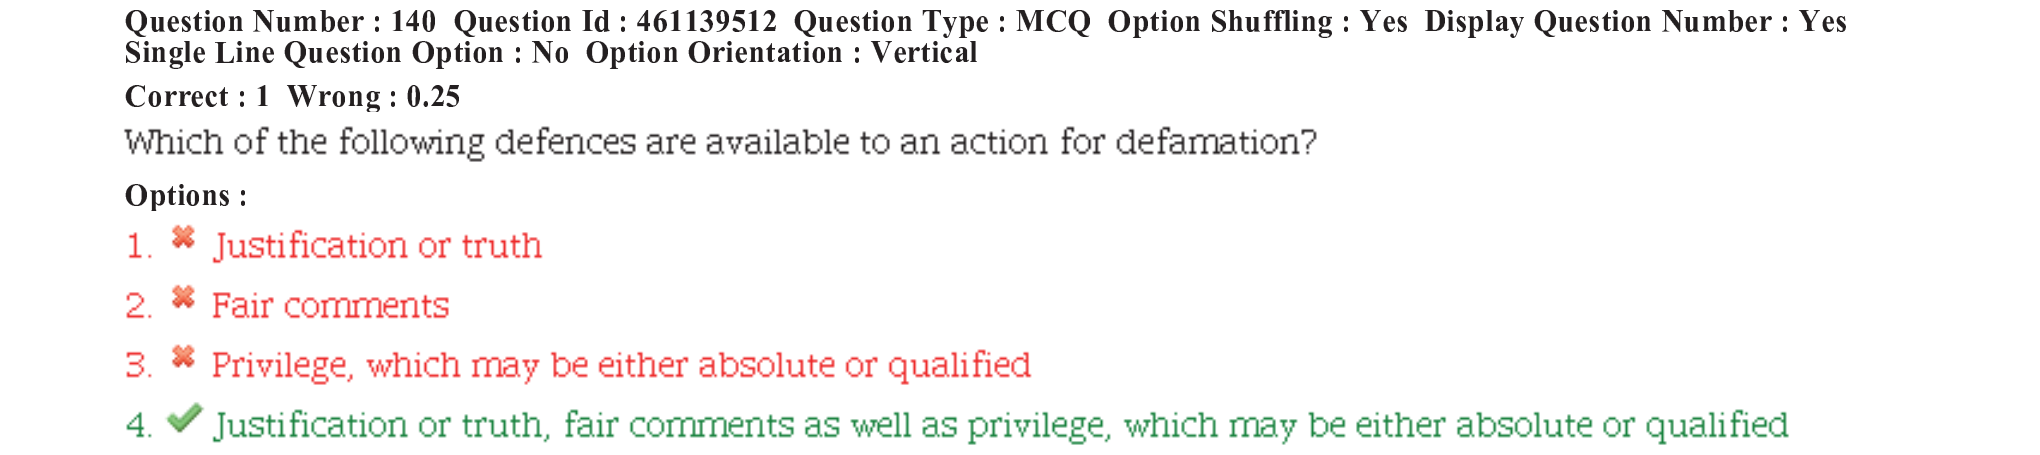 Question Number : 140 Question Id : 461139512 Question Type : MCQ Option Shuffling : Yes Display Question Number : Yes
Single Line Question Option : No Option Orientation : Vertical
Correct : 1 Wrong : 0.25
Which of the following defences are available to an action for defamation?
Options :
1. Justification or truth
2. Fair comments
3. Privilege, which may be either absolute or qualified
4. Justification or truth, fair comments as well as privilege, which may be either absolute or qualified